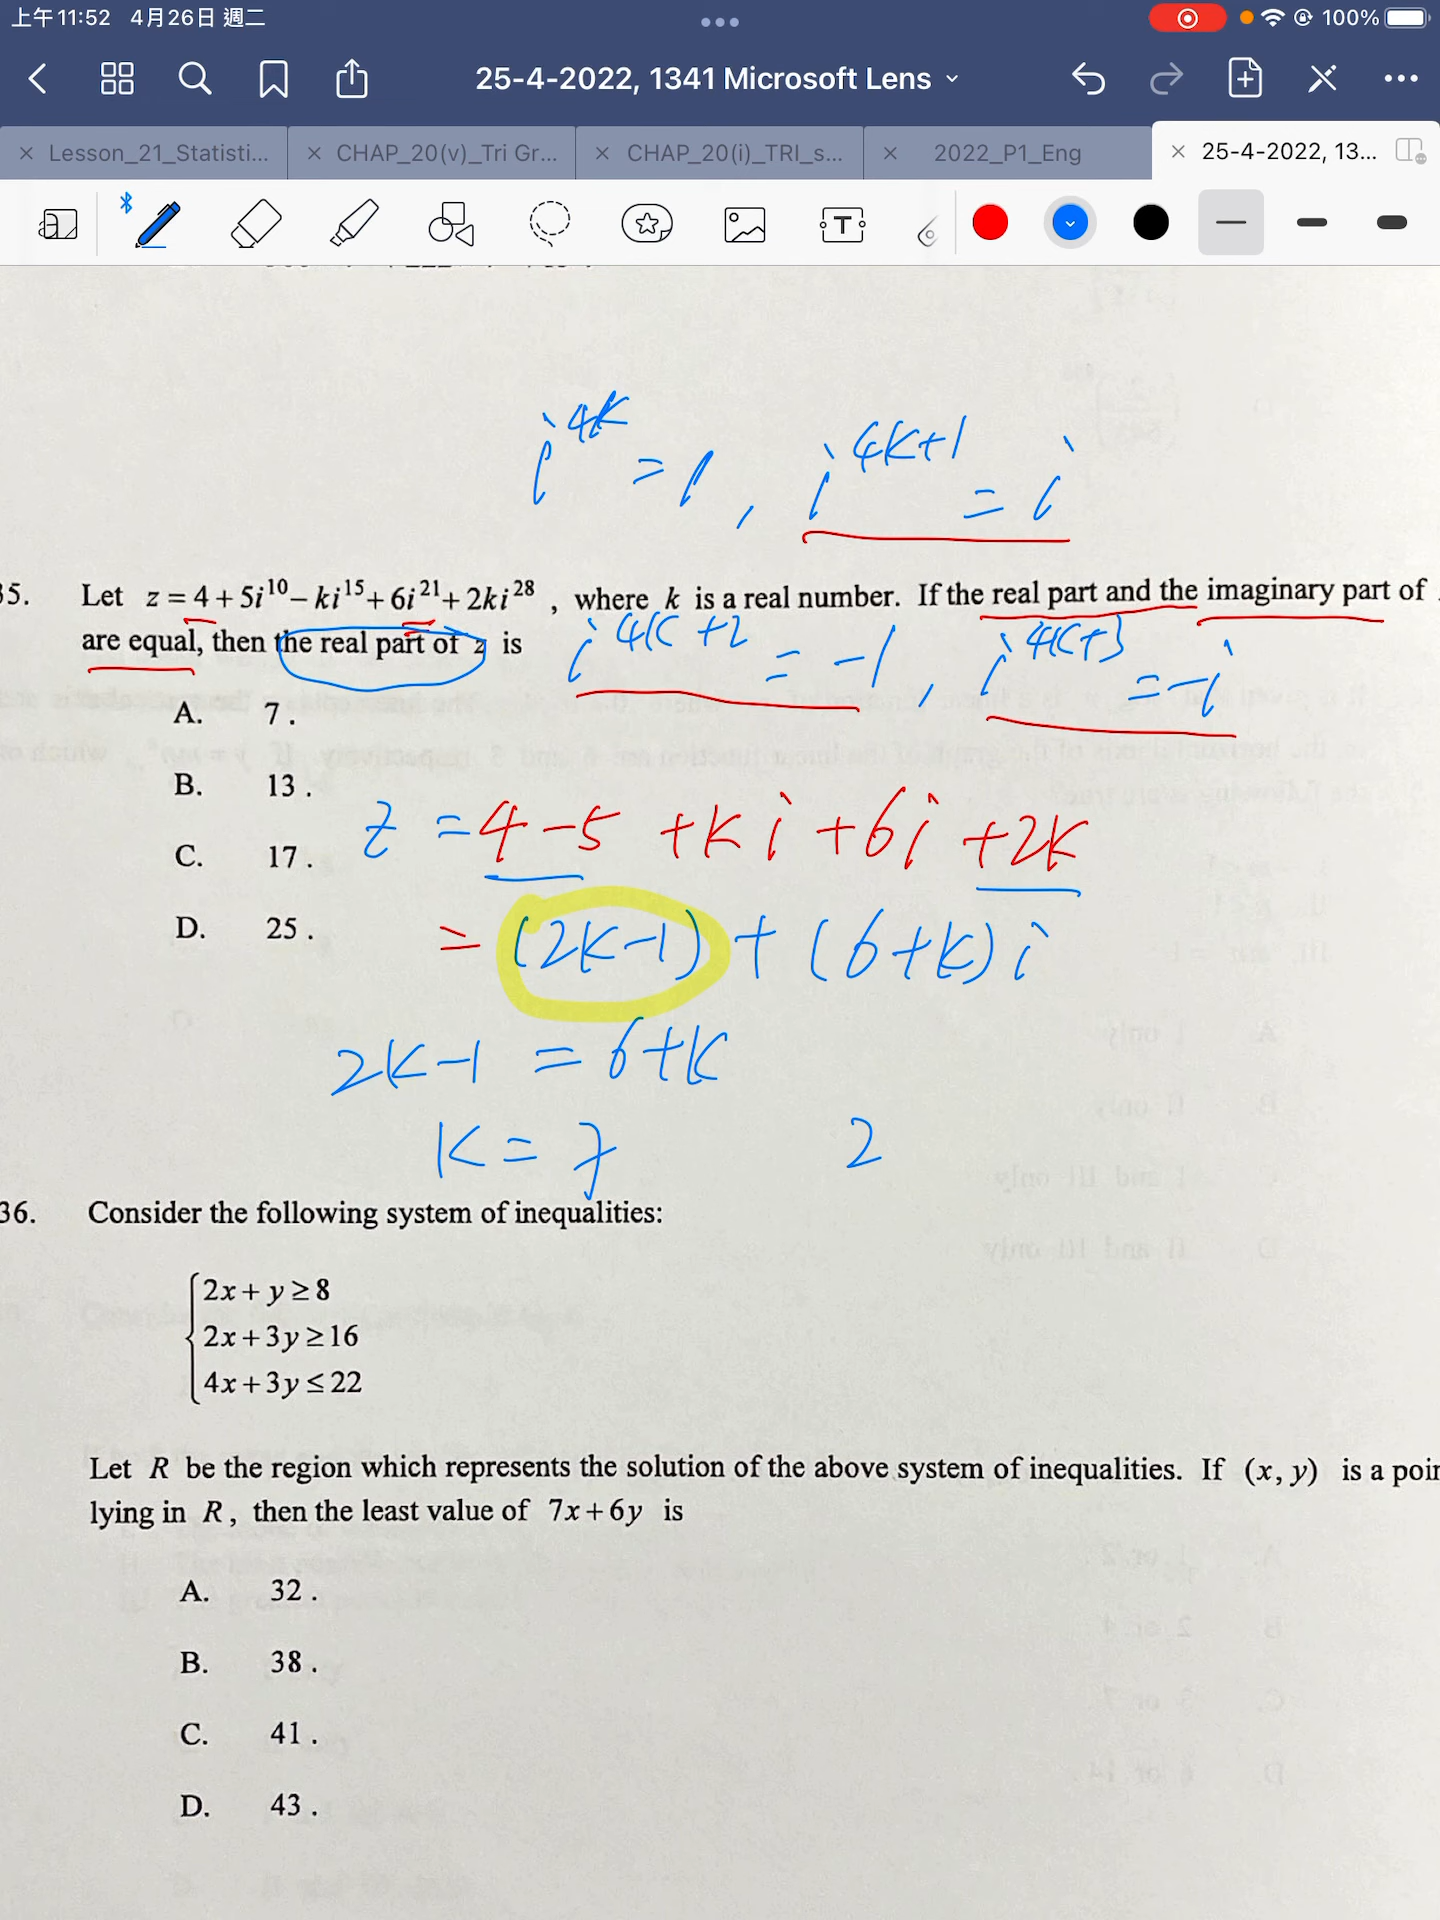 上午11:52 4月26日 週二
100%
25-4-2022, 1341 Microsoft Lens
Lesson_21_Statisti...
CHAP_20(v)_Tri Gr...
CHAP_20(i)_TRI_s...
2022_P1_Eng
25-4-2022, 13...
i^{4k} = 1, i^{4k+1} = i
35. Let z = 4 + 5i^{10} – ki^{15} + 6i^{21} + 2ki^{28} , where k is a real number. If the real part and the imaginary part of
are equal, then the real part of z is
i^{4k+2} = -1, i^{4k+3} = -i
A. 7 .
B. 13 .
z = 4 - 5 + ki + 6i + 2k
C. 17 .
D. 25 .
= (2k-1) + (6+k)i
2k-1 = 6+k
k = 7 2
36. Consider the following system of inequalities:
2x + y ≥ 8
2x + 3y ≥ 16
4x + 3y ≤ 22
Let R be the region which represents the solution of the above system of inequalities. If (x, y) is a poin
lying in R , then the least value of 7x + 6y is
A. 32 .
B. 38 .
C. 41 .
D. 43 .